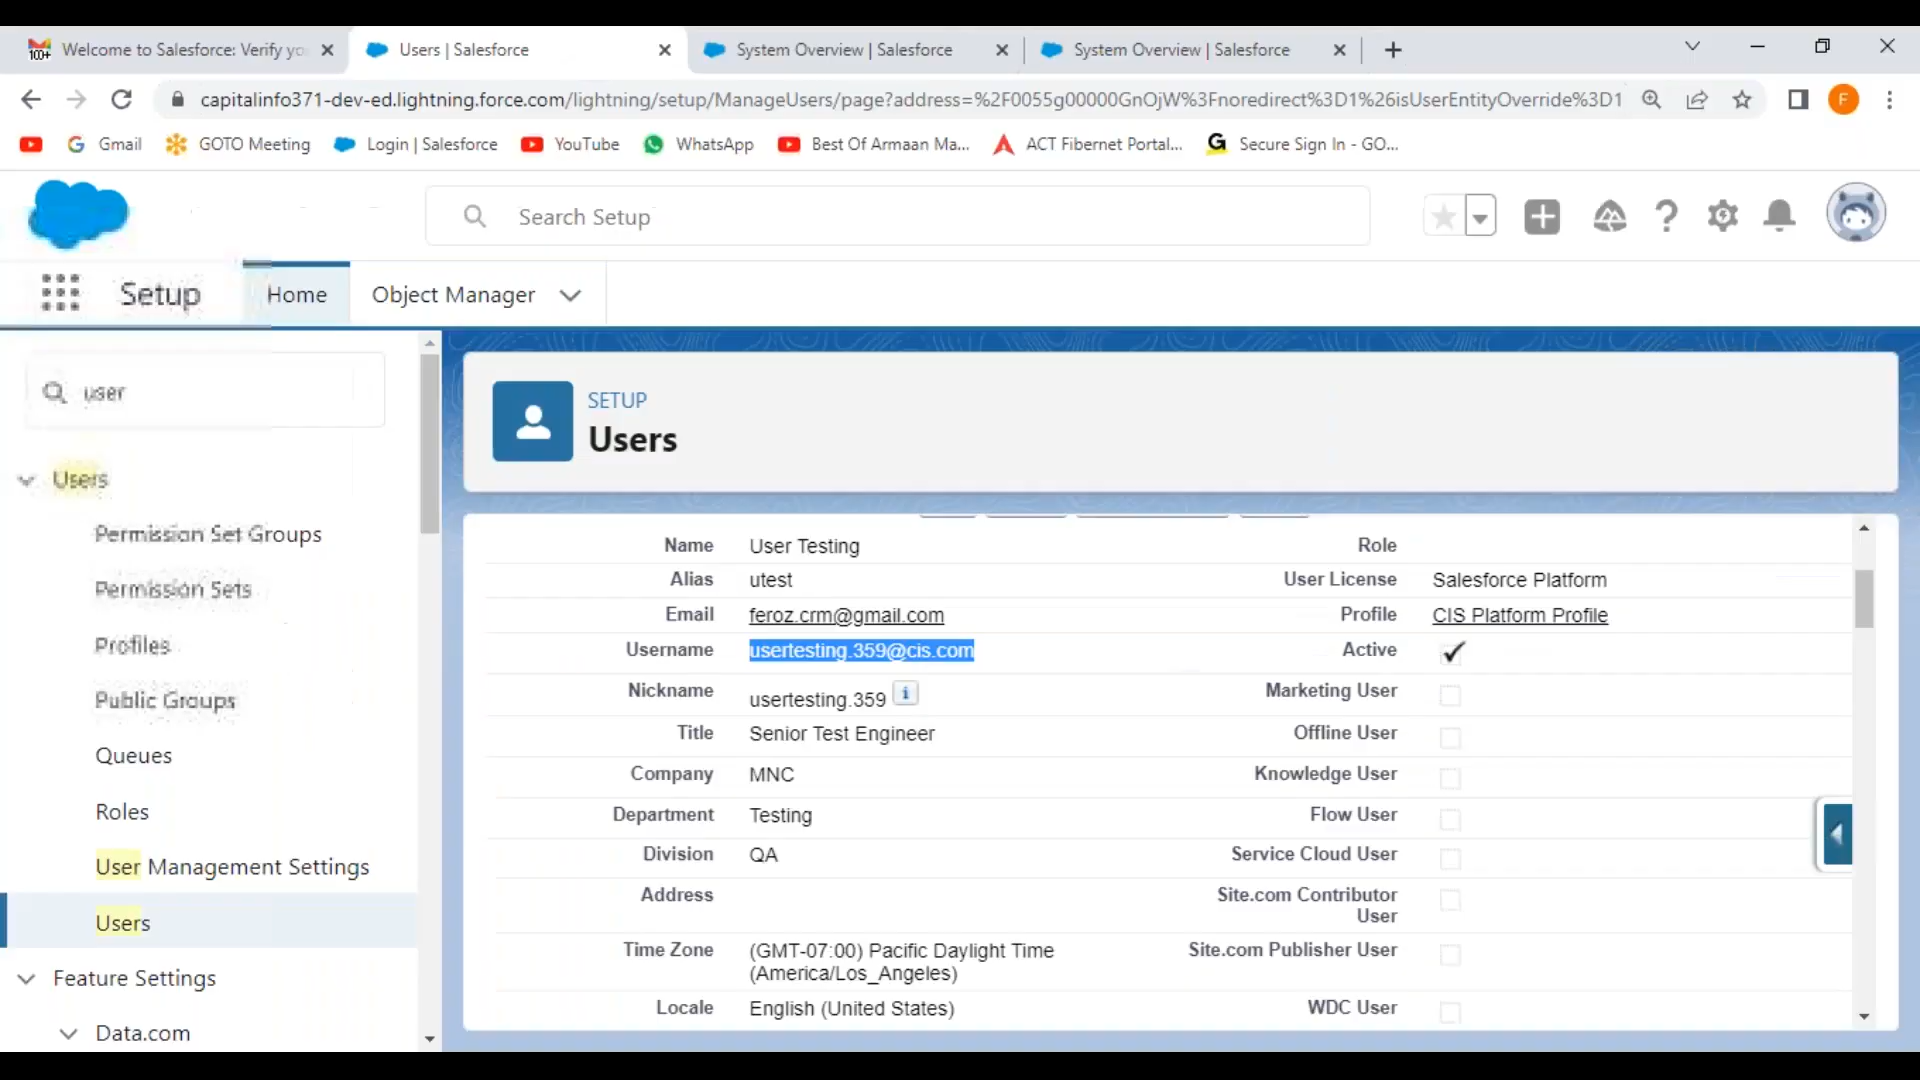 Welcome to Salesforce: Verify yo
Users | Salesforce
System Overview | Salesforce
System Overview | Salesforce
capitalinfo371-dev-ed.lightning.force.com/lightning/setup/ManageUsers/page?address=%2F0055g00000GnOjW%3Fnoredirect%3D1%26isUserEntityOverride%3D1
F
Gmail
GOTO Meeting
Login | Salesforce
YouTube
WhatsApp
Best Of Armaan Ma...
ACT Fibernet Portal...
Secure Sign In - GO...
Search Setup
Setup
Home
Object Manager
user
Users
Permission Set Groups
Permission Sets
Profiles
Public Groups
Queues
Roles
User Management Settings
Users
Feature Settings
Data.com
SETUP
Users
Name User Testing Role
Alias utest User License Salesforce Platform
Email feroz.crm@gmail.com Profile CIS Platform Profile
Username usertesting.359@cis.com Active
Nickname usertesting.359 i Marketing User
Title Senior Test Engineer Offline User
Company MNC Knowledge User
Department Testing Flow User
Division QA Service Cloud User
Address Site.com Contributor
User
Time Zone (GMT-07:00) Pacific Daylight Time Site.com Publisher User
(America/Los_Angeles)
Locale English (United States) WDC User